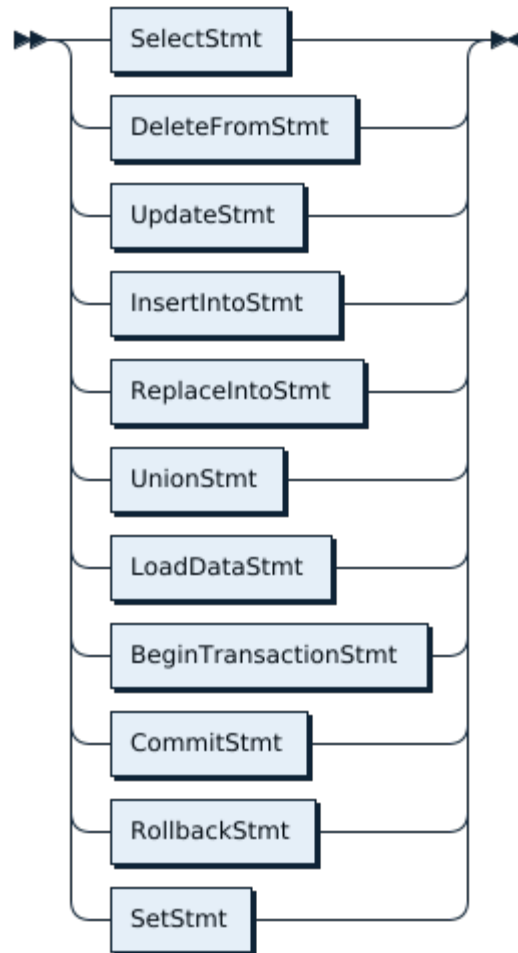 SelectStmt
DeleteFromStmt
UpdateStmt
InsertIntoStmt
ReplaceIntoStmt
UnionStmt
LoadDataStmt
BeginTransactionStmt
CommitStmt
RollbackStmt
SetStmt